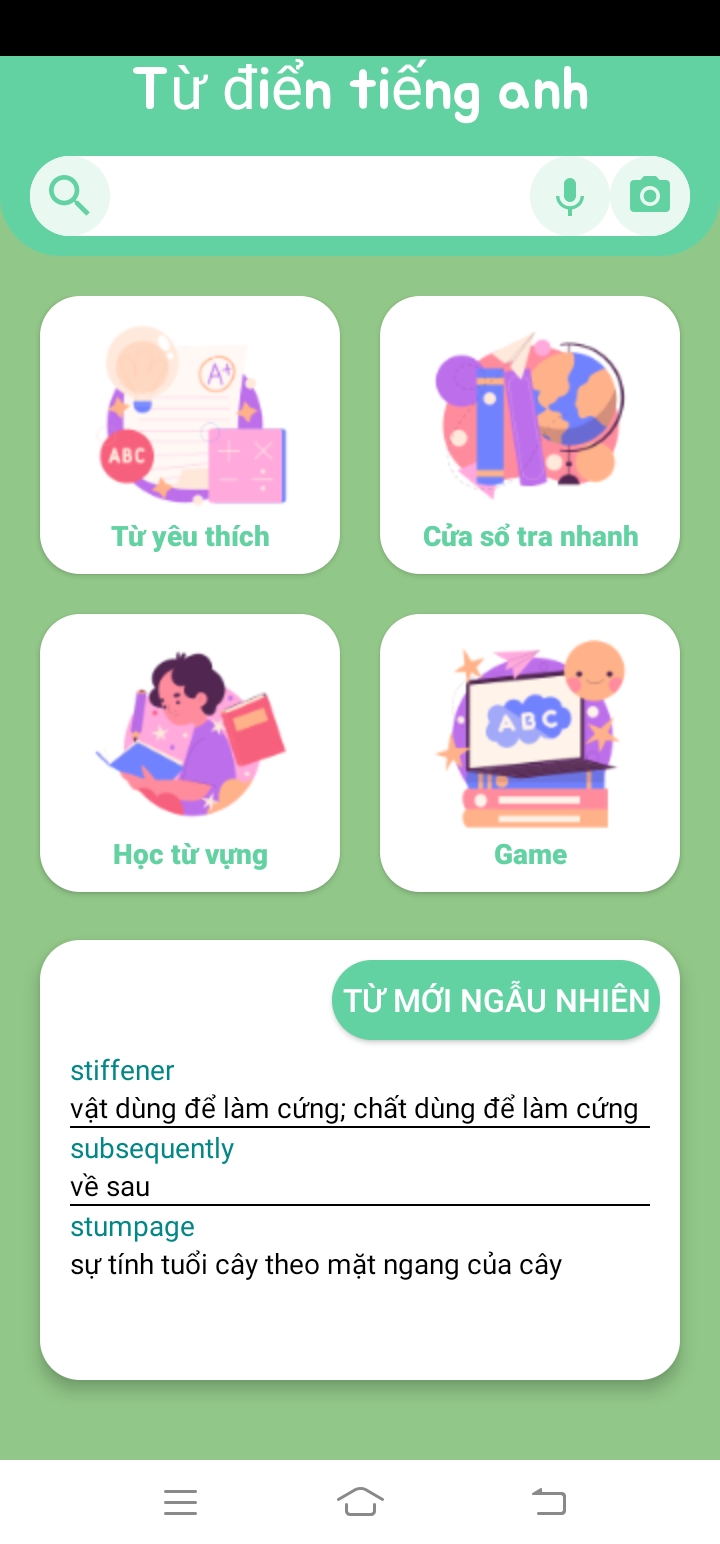 Từ điển tiếng anh
A+
ABC
Từ yêu thích
Cửa sổ tra nhanh
ABC
Học từ vựng
Game
TỪ MỚI NGẪU NHIÊN
stiffener
vật dùng để làm cứng; chất dùng để làm cứng
subsequently
về sau
stumpage
sự tính tuổi cây theo mặt ngang của cây